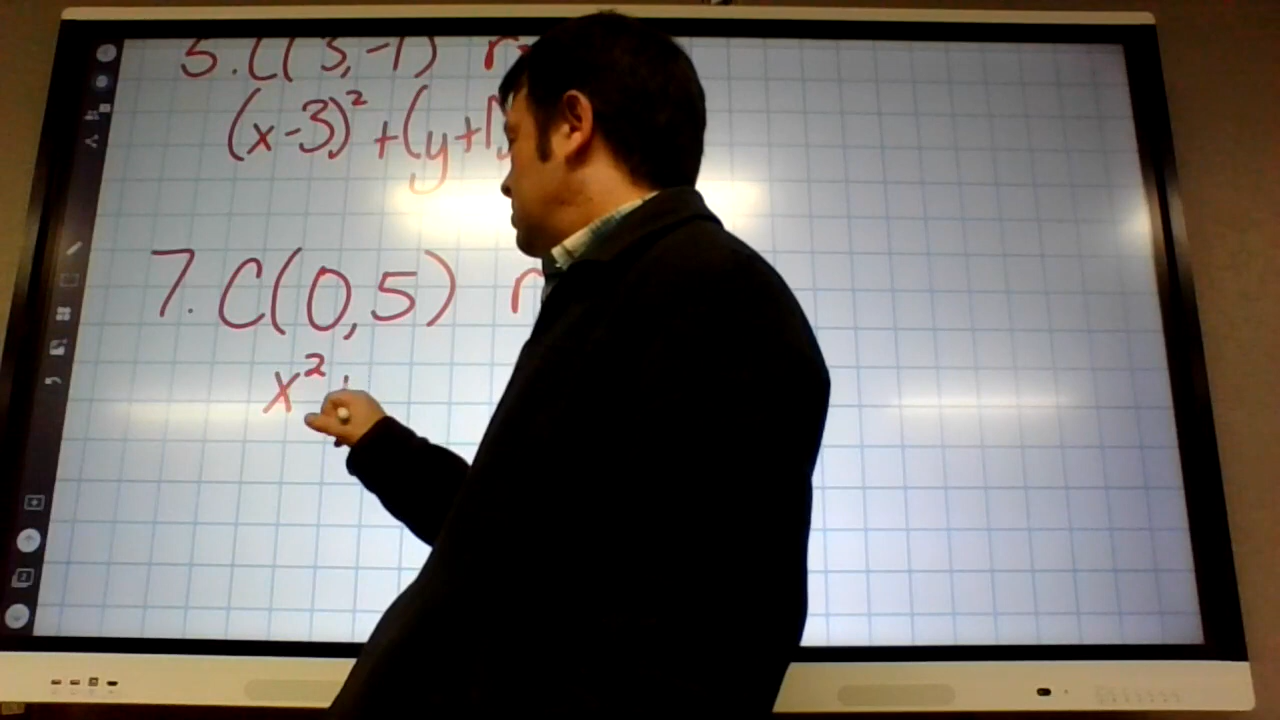 5. C(3,-1) r=
(x-3)² + (y+1)
7. C(0,5) r
x² +